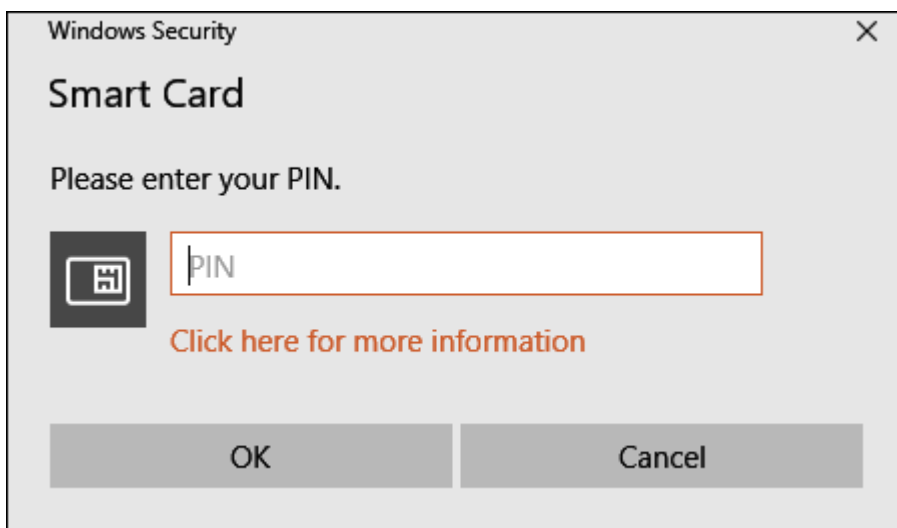 Windows Security
Smart Card
Please enter your PIN.
PIN
Click here for more information
OK
Cancel